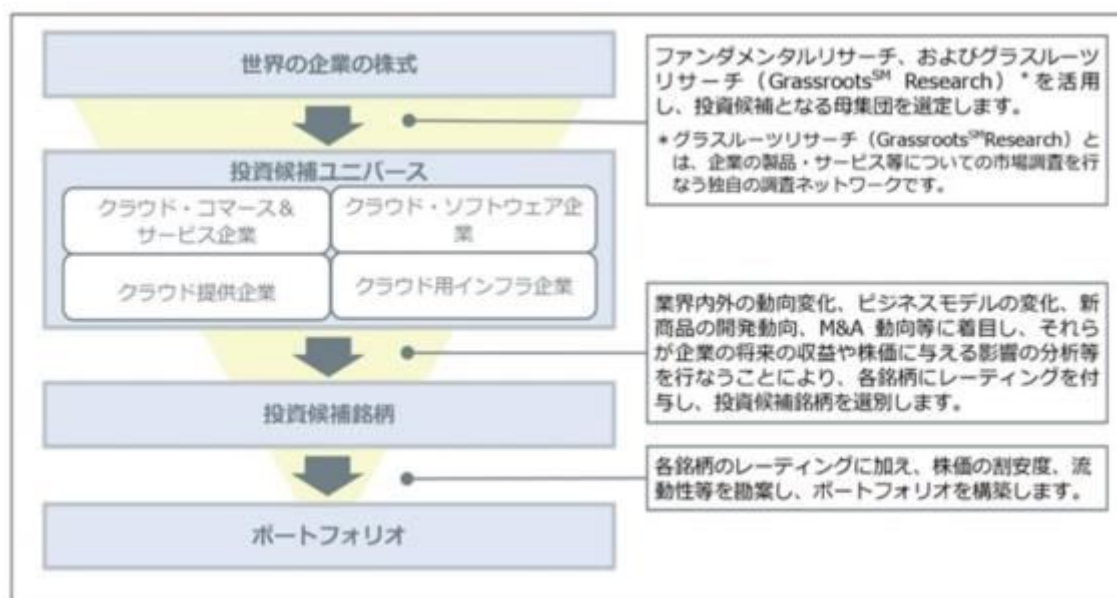 世界の企業の株式
ファンダメンタルリサーチ、およびグラスルーツ
リサーチ（Grassroots℠ Research）*を活用
し、投資候補となる母集団を選定します。
*グラスルーツリサーチ（Grassroots℠Research）と
は、企業の製品・サービス等についての市場調査を行
なう独自の調査ネットワークです。
投資候補ユニバース
クラウド・コマース&
サービス企業
クラウド・ソフトウェア企
業
クラウド提供企業
クラウド用インフラ企業
業界内外の動向変化、ビジネスモデルの変化、新
商品の開発動向、M&A 動向等に着目し、それら
が企業の将来の収益や株価に与える影響の分析等
を行なうことにより、各銘柄にレーティングを付
与し、投資候補銘柄を選別します。
投資候補銘柄
各銘柄のレーティングに加え、株価の割安度、流
動性等を勘案し、ポートフォリオを構築します。
ポートフォリオ